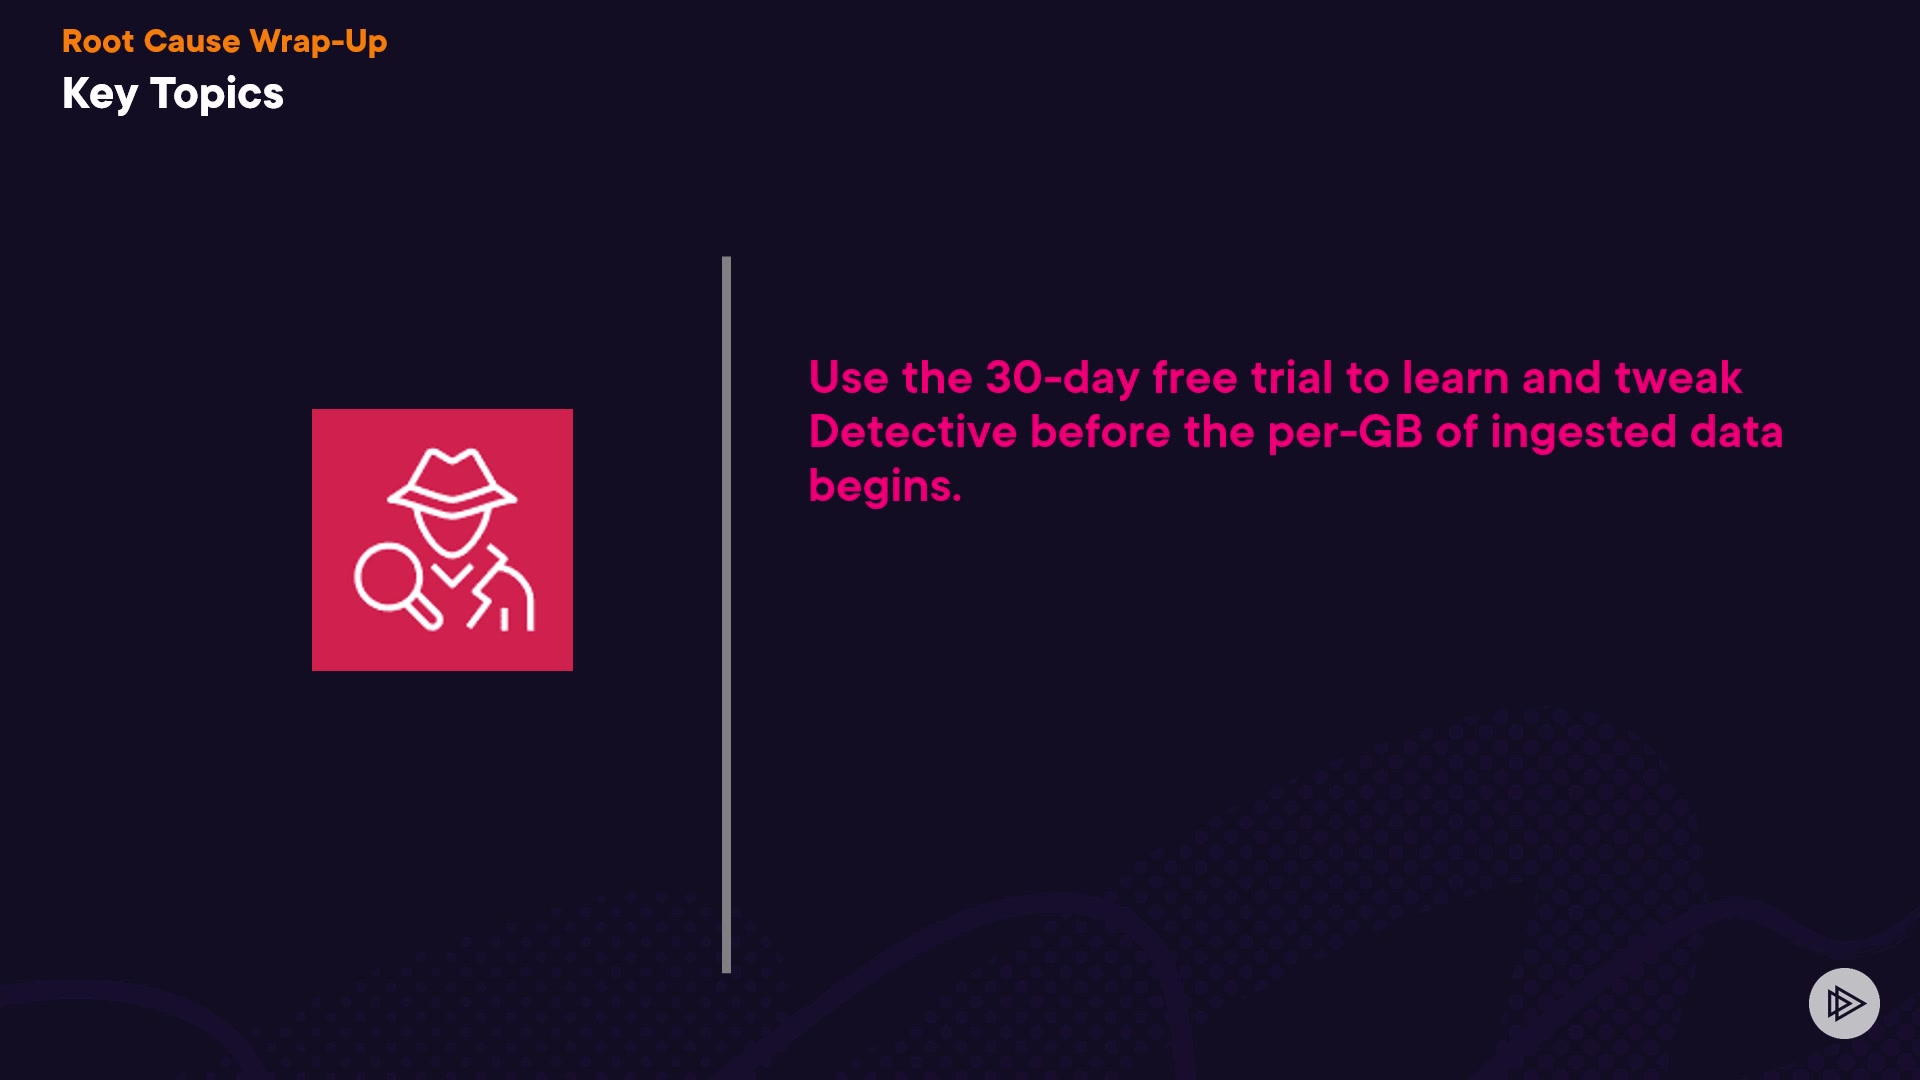 Root Cause Wrap-Up
Key Topics
Use the 30-day free trial to learn and tweak
Detective before the per-GB of ingested data
begins.